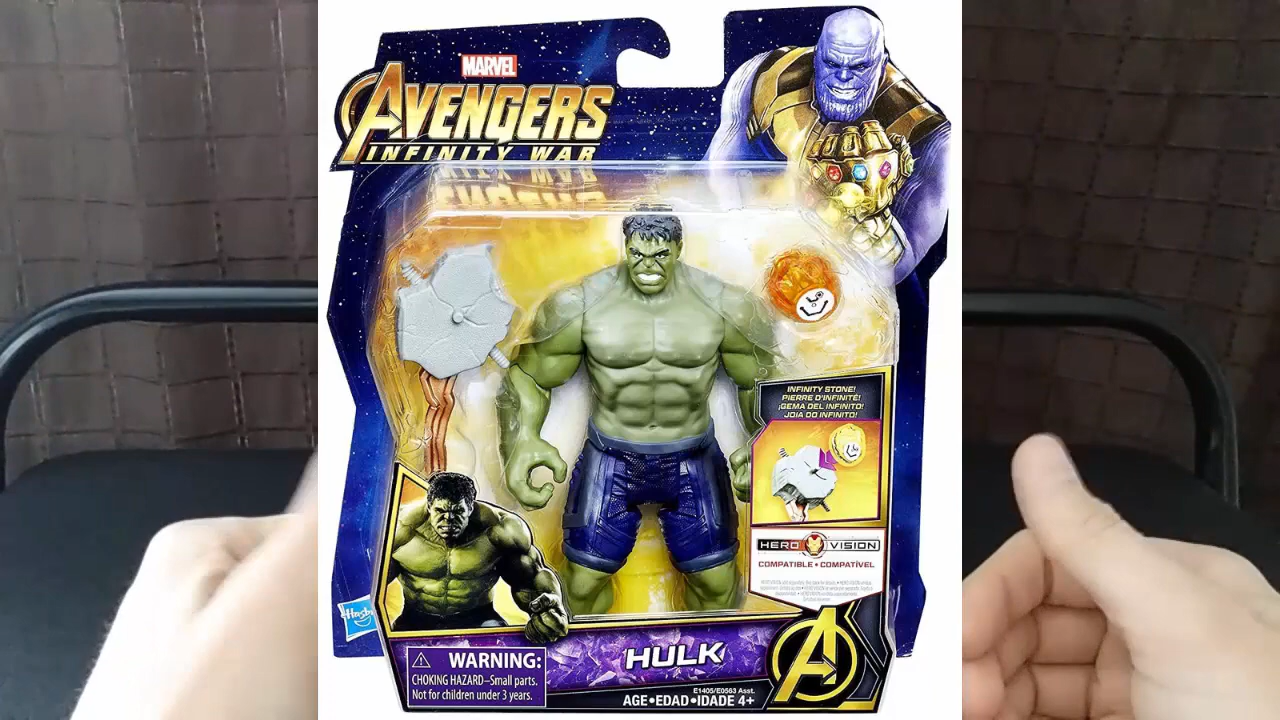 MARVEL
AVENGERS
INFINITY WAR
INFINITY STONE!
PIERRE D'INFINITÉ!
¡GEMA DEL INFINITO!
JOIA DO INFINITO!
HERO VISION
COMPATIBLE • COMPATÍVEL
Hasbro
WARNING:
CHOKING HAZARD–Small parts.
Not for children under 3 years.
HULK
E1405/E0563 Asst.
AGE•EDAD•IDADE 4+